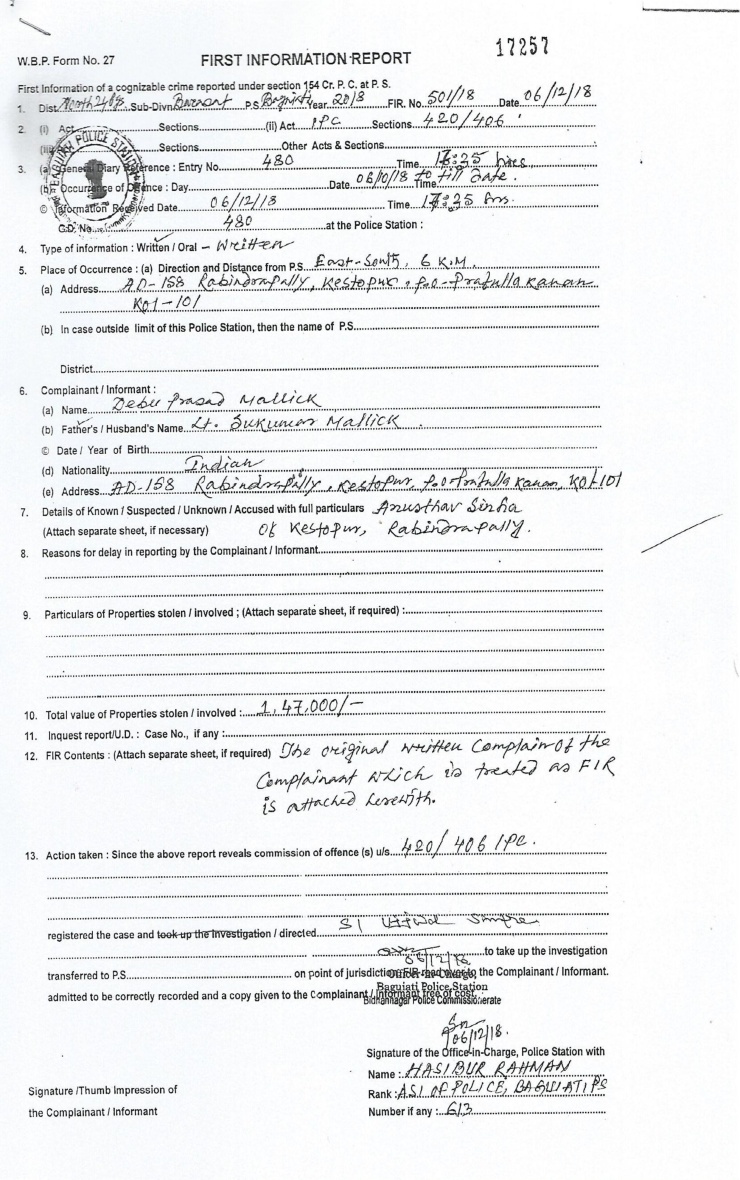 17257
W.B.P. Form No. 27 FIRST INFORMATION REPORT
First Information of a cognizable crime reported under section 154 Cr. P. C. at P. S.
1. Dist. North 24 Pgs Sub-Divn. Barasat P.S. Baguiati Year 2018 FIR. No. 501/18 Date 06/12/18
2. (i) Act Sections (ii) Act IPC Sections 420/406
(iii) Sections Other Acts & Sections
3. (a) General Diary Reference : Entry No. 480 Time 17:25 hrs
(b) Occurrence of Offence : Day Date 06/10/18 to till date. Time
© Information Received Date 06/12/18 Time 17:25 hrs.
G.D. No. 480 at the Police Station :
4. Type of information : Written / Oral - Written
5. Place of Occurrence : (a) Direction and Distance from P.S. East-South, 6 K.M.
(a) Address AD-158 Rabindrapally, Kestopur, P.O-Prafulla Kanan
Kol-101
(b) In case outside limit of this Police Station, then the name of P.S.
District
6. Complainant / Informant :
(a) Name Debu Prasad Mallick
(b) Father's / Husband's Name Lt. Sukumar Mallick
© Date / Year of Birth
(d) Nationality Indian
(e) Address AD-158 Rabindrapally, Kestopur, P.O Prafulla Kanan, Kol-101
7. Details of Known / Suspected / Unknown / Accused with full particulars Anusthav Sinha
(Attach separate sheet, if necessary) of Kestopur, Rabindrapally.
8. Reasons for delay in reporting by the Complainant / Informant
9. Particulars of Properties stolen / involved ; (Attach separate sheet, if required) :
10. Total value of Properties stolen / involved : 1,47,000/-
11. Inquest report/U.D. : Case No., if any :
12. FIR Contents : (Attach separate sheet, if required) The original written Complain of the
Complainant which is treated as FIR
is attached herewith.
13. Action taken : Since the above report reveals commission of offence (s) u/s. 420/406 IPC.
registered the case and took up the investigation / directed SI Ujjwal
06/12/18 to take up the investigation
transferred to P.S. on point of jurisdiction FIR read over to the Complainant / Informant.
Officer-in-Charge
admitted to be correctly recorded and a copy given to the Complainant / Informant free of cost.
Baguiati Police Station
Bidhannagar Police Commissionerate
06/12/18.
Signature of the Office-in-Charge, Police Station with
Name : HASIBUR RAHMAN
Rank : ASI OF POLICE, BAGUIATI PS
Number if any : 613
Signature /Thumb Impression of
the Complainant / Informant